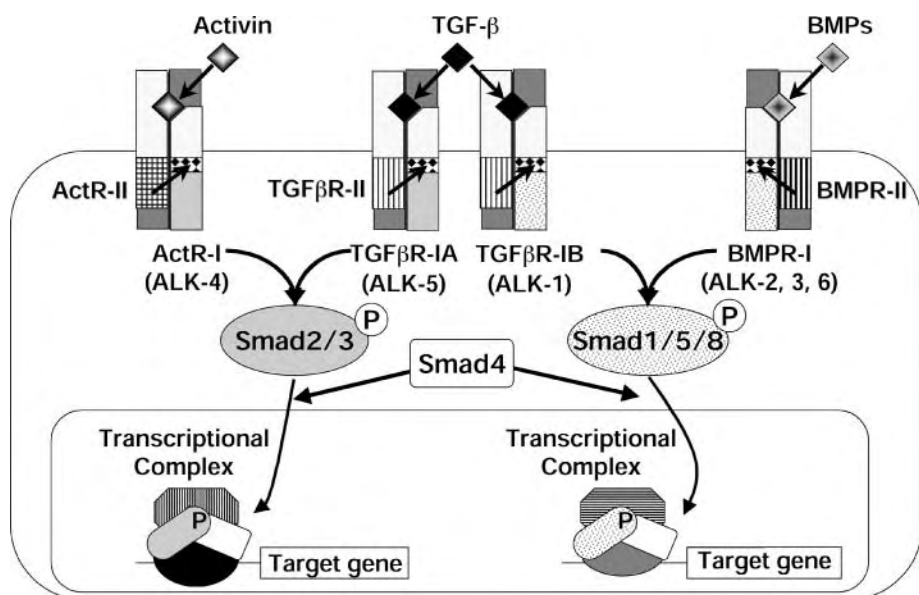 Activin
TGF-β
BMPs
ActR-II
TGFβR-II
BMPR-II
ActR-I
(ALK-4)
TGFβR-IA
(ALK-5)
TGFβR-IB
(ALK-1)
BMPR-I
(ALK-2, 3, 6)
Smad2/3
P
Smad1/5/8
P
Smad4
Transcriptional
Complex
Transcriptional
Complex
P
P
Target gene
Target gene